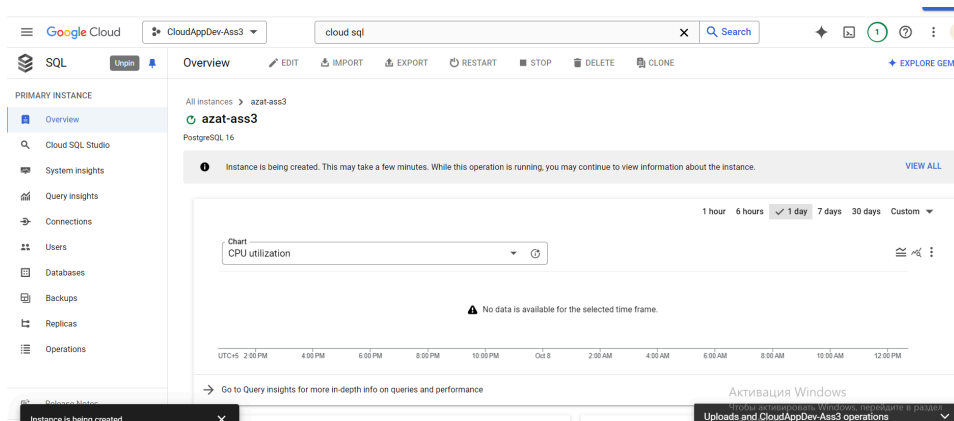 Google Cloud
CloudAppDev-Ass3
cloud sql
Search
1
SQL
Unpin
Overview
EDIT
IMPORT
EXPORT
RESTART
STOP
DELETE
CLONE
EXPLORE GEM
PRIMARY INSTANCE
Overview
Cloud SQL Studio
System insights
Query insights
Connections
Users
Databases
Backups
Replicas
Operations
Release Notes
All instances > azat-ass3
azat-ass3
PostgreSQL 16
Instance is being created. This may take a few minutes. While this operation is running, you may continue to view information about the instance.
VIEW ALL
1 hour 6 hours 1 day 7 days 30 days Custom
Chart
CPU utilization
No data is available for the selected time frame.
UTC+5 2:00 PM 4:00 PM 6:00 PM 8:00 PM 10:00 PM Oct 8 2:00 AM 4:00 AM 6:00 AM 8:00 AM 10:00 AM 12:00 PM
Go to Query insights for more in-depth info on queries and performance
Активация Windows
Чтобы активировать Windows, перейдите в раздел
Instance is being created
Uploads and CloudAppDev-Ass3 operations